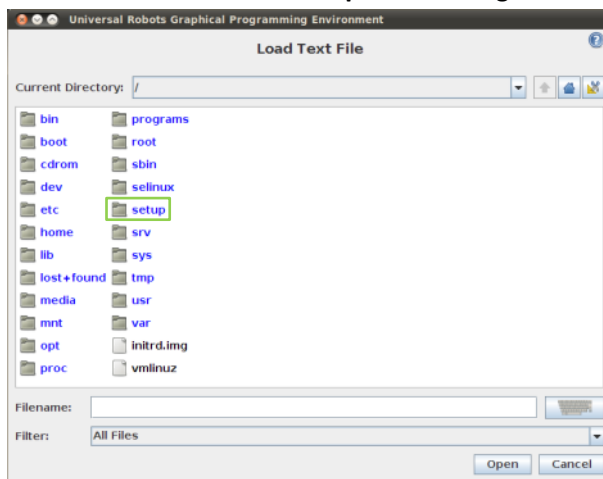 Universal Robots Graphical Programming Environment
Load Text File
Current Directory: /
bin programs
boot root
cdrom sbin
dev selinux
etc setup
home srv
lib sys
lost+found tmp
media usr
mnt var
opt initrd.img
proc vmlinuz
Filename:
Filter: All Files
Open Cancel